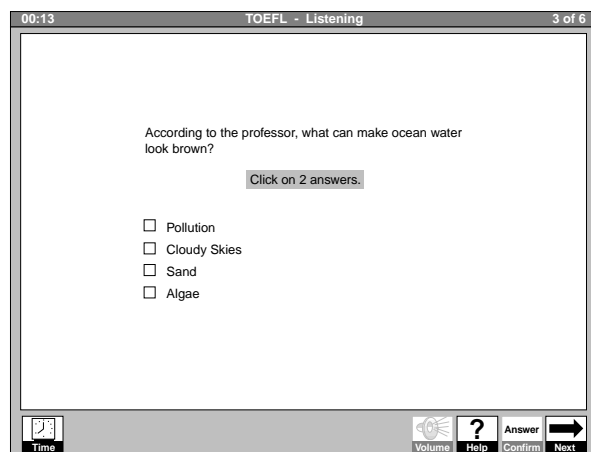 00:13 TOEFL - Listening 3 of 6
According to the professor, what can make ocean water
look brown?
Click on 2 answers.
Pollution
Cloudy Skies
Sand
Algae
? Answer
Time Volume Help Confirm Next